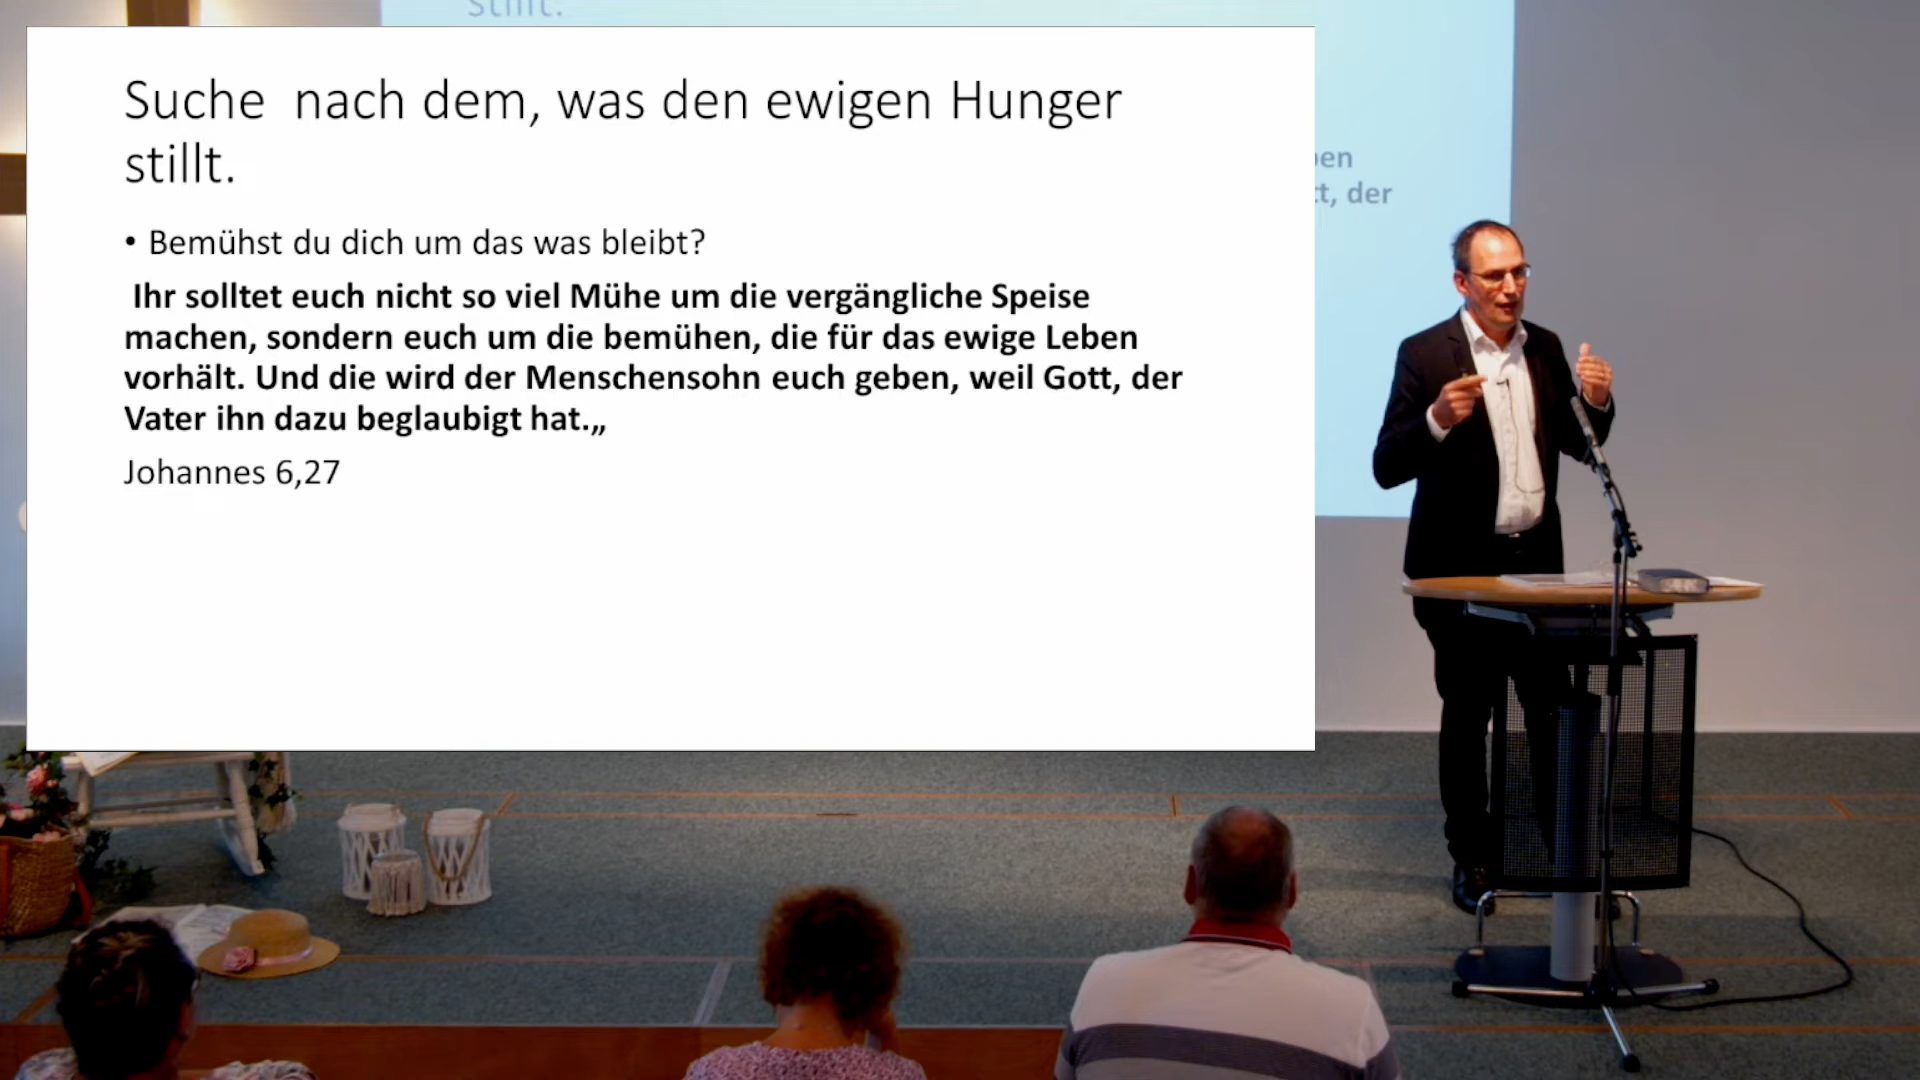 stillt.
Suche  nach dem, was den ewigen Hunger
stillt.
• Bemühst du dich um das was bleibt?
Ihr solltet euch nicht so viel Mühe um die vergängliche Speise
machen, sondern euch um die bemühen, die für das ewige Leben
vorhält. Und die wird der Menschensohn euch geben, weil Gott, der
Vater ihn dazu beglaubigt hat.„
Johannes 6,27
der